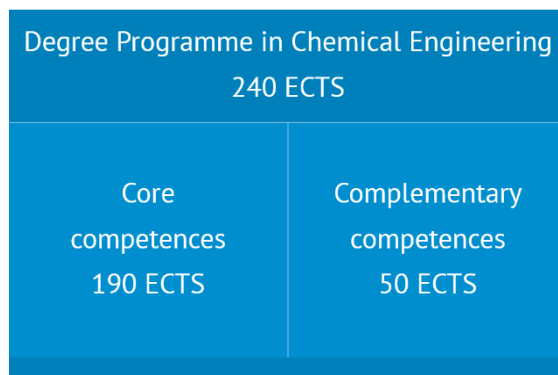 Degree Programme in Chemical Engineering
240 ECTS
Core
competences
190 ECTS
Complementary
competences
50 ECTS